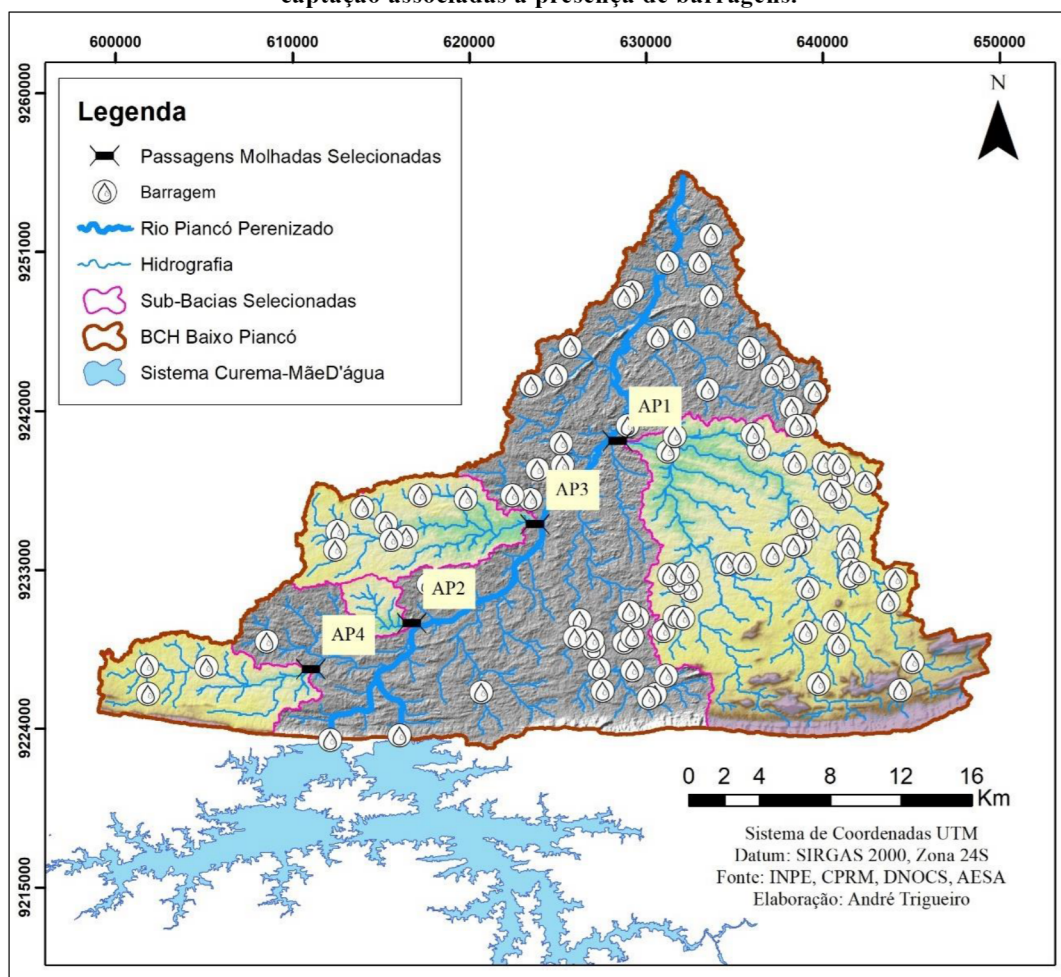 captação associadas à presença de barragens.
600000 610000 620000 630000 640000 650000
9260000
9251000
9242000
9233000
9224000
9215000
Legenda
Passagens Molhadas Selecionadas
Barragem
Rio Piancó Perenizado
Hidrografia
Sub-Bacias Selecionadas
BCH Baixo Piancó
Sistema Curema-MãeD'água
N
AP1
AP3
AP2
AP4
0 2 4 8 12 16
Km
Sistema de Coordenadas UTM
Datum: SIRGAS 2000, Zona 24S
Fonte: INPE, CPRM, DNOCS, AESA
Elaboração: André Trigueiro